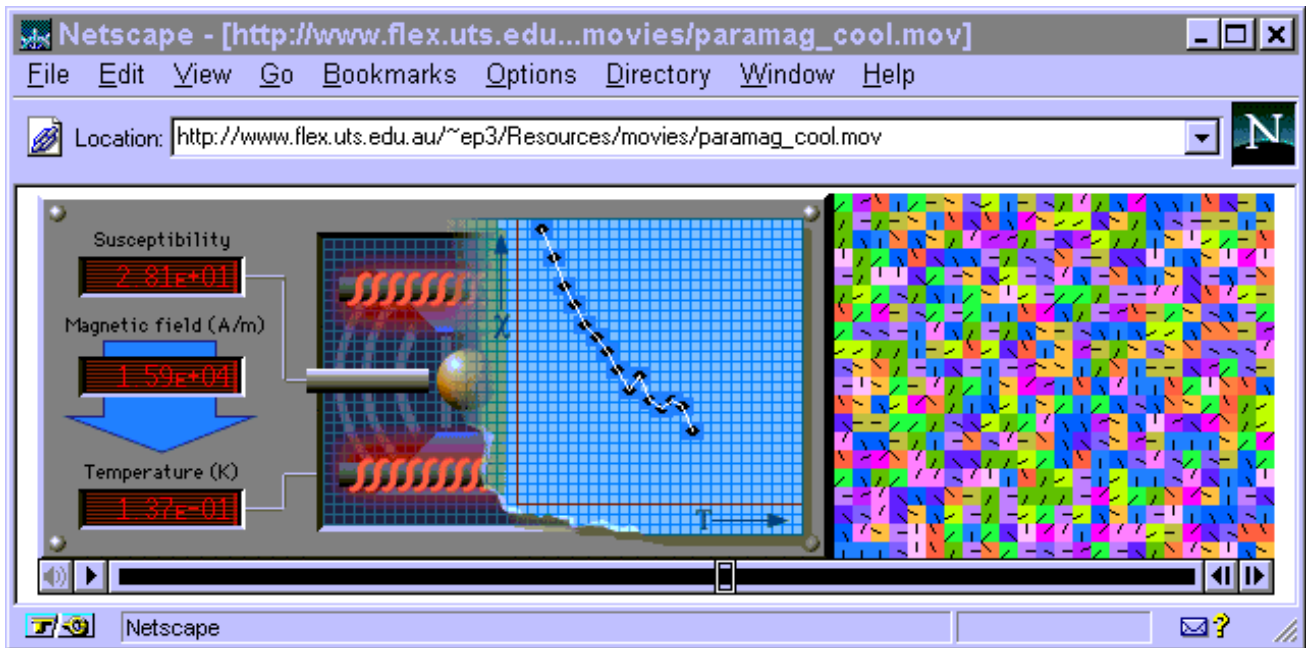 Netscape - [http://www.flex.uts.edu...movies/paramag_cool.mov]
File Edit View Go Bookmarks Options Directory Window Help
Location: http://www.flex.uts.edu.au/~ep3/Resources/movies/paramag_cool.mov
N
Susceptibility
2.81E+01
Magnetic field (A/m)
1.59E+04
Temperature (K)
1.37E-01
χ
T
Netscape
?